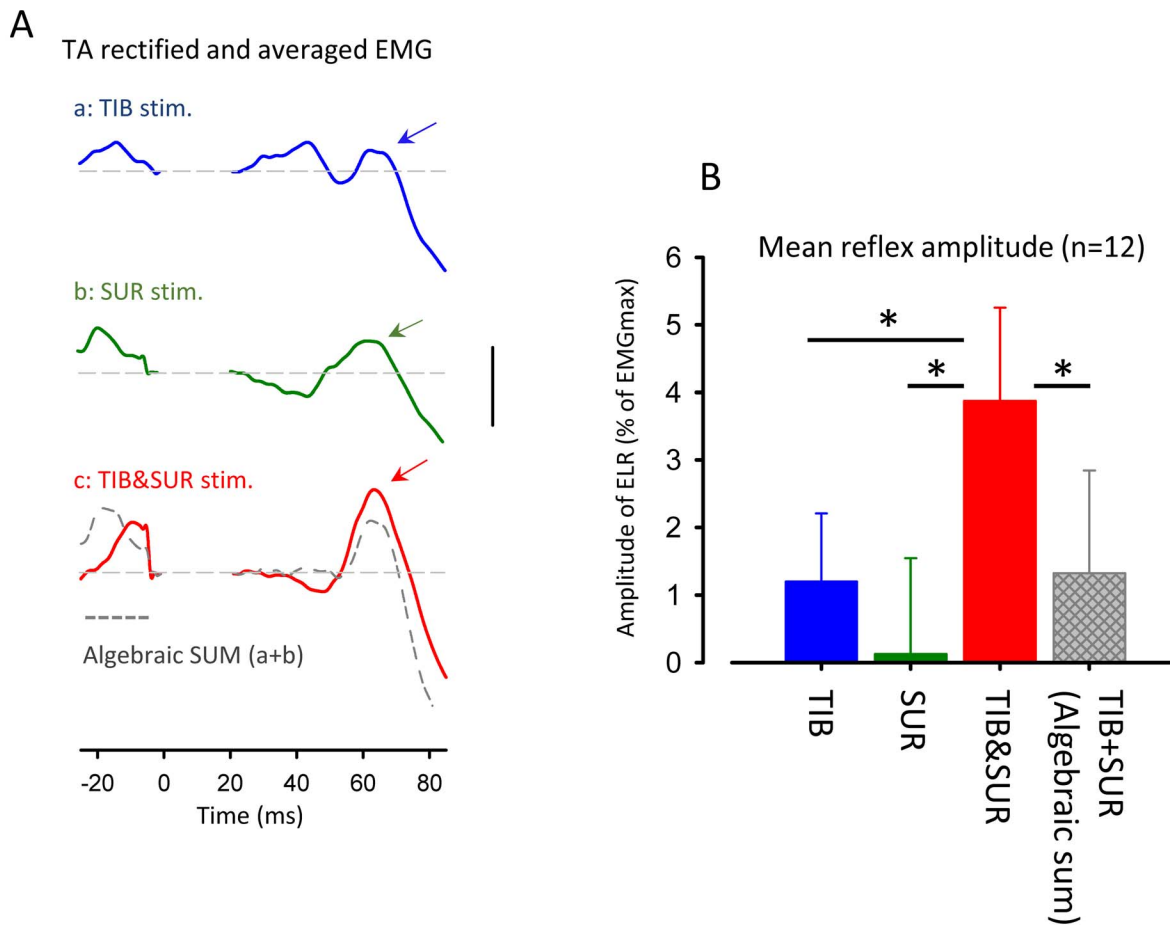 A
TA rectified and averaged EMG
a: TIB stim.
b: SUR stim.
c: TIB&SUR stim.
Algebraic SUM (a+b)
-20 0 20 40 60 80
Time (ms)
B
Mean reflex amplitude (n=12)
Amplitude of ELR (% of EMGmax)
6
5
4
3
2
1
0
*
*
*
TIB
SUR
TIB&SUR
TIB+SUR
(Algebraic sum)